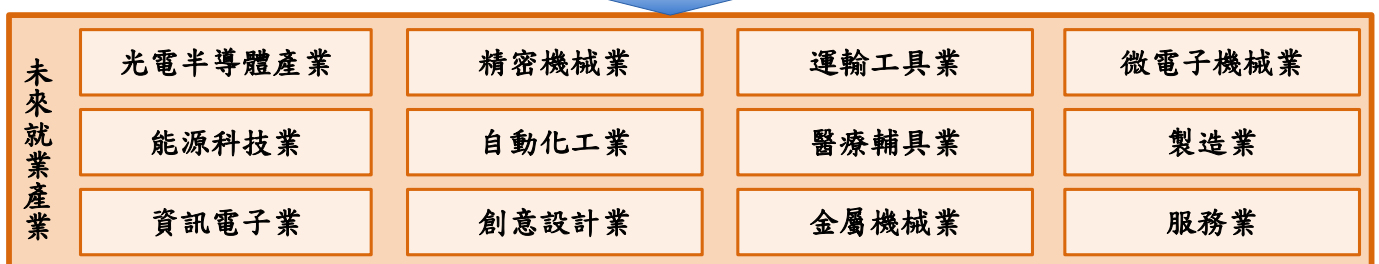 未來就業產業
光電半導體產業
精密機械業
運輸工具業
微電子機械業
能源科技業
自動化工業
醫療輔具業
製造業
資訊電子業
創意設計業
金屬機械業
服務業